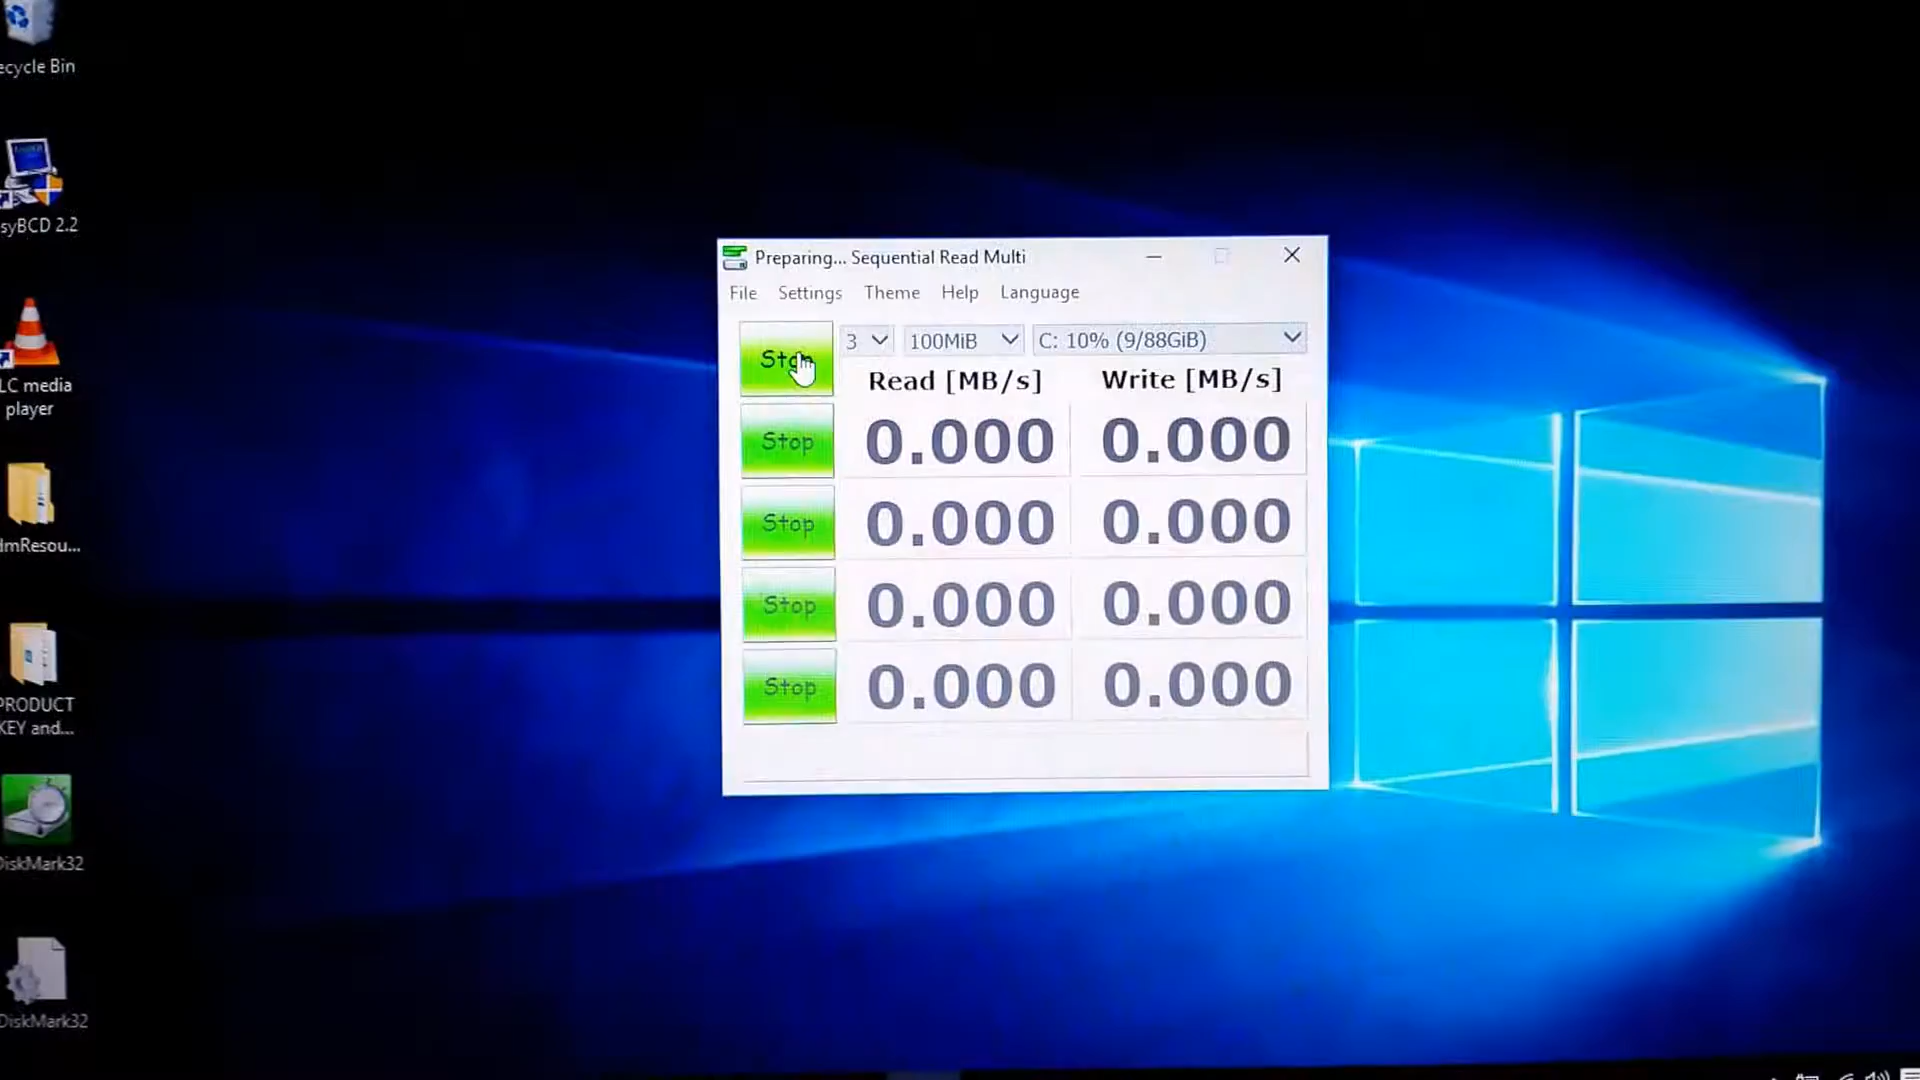 ecycle Bin
syBCD 2.2
LC media
player
dmResou...
PRODUCT
KEY and...
DiskMark32
DiskMark32
Preparing... Sequential Read Multi
File Settings Theme Help Language
Stop 3 100MiB C: 10% (9/88GiB)
Read [MB/s] Write [MB/s]
Stop 0.000 0.000
Stop 0.000 0.000
Stop 0.000 0.000
Stop 0.000 0.000